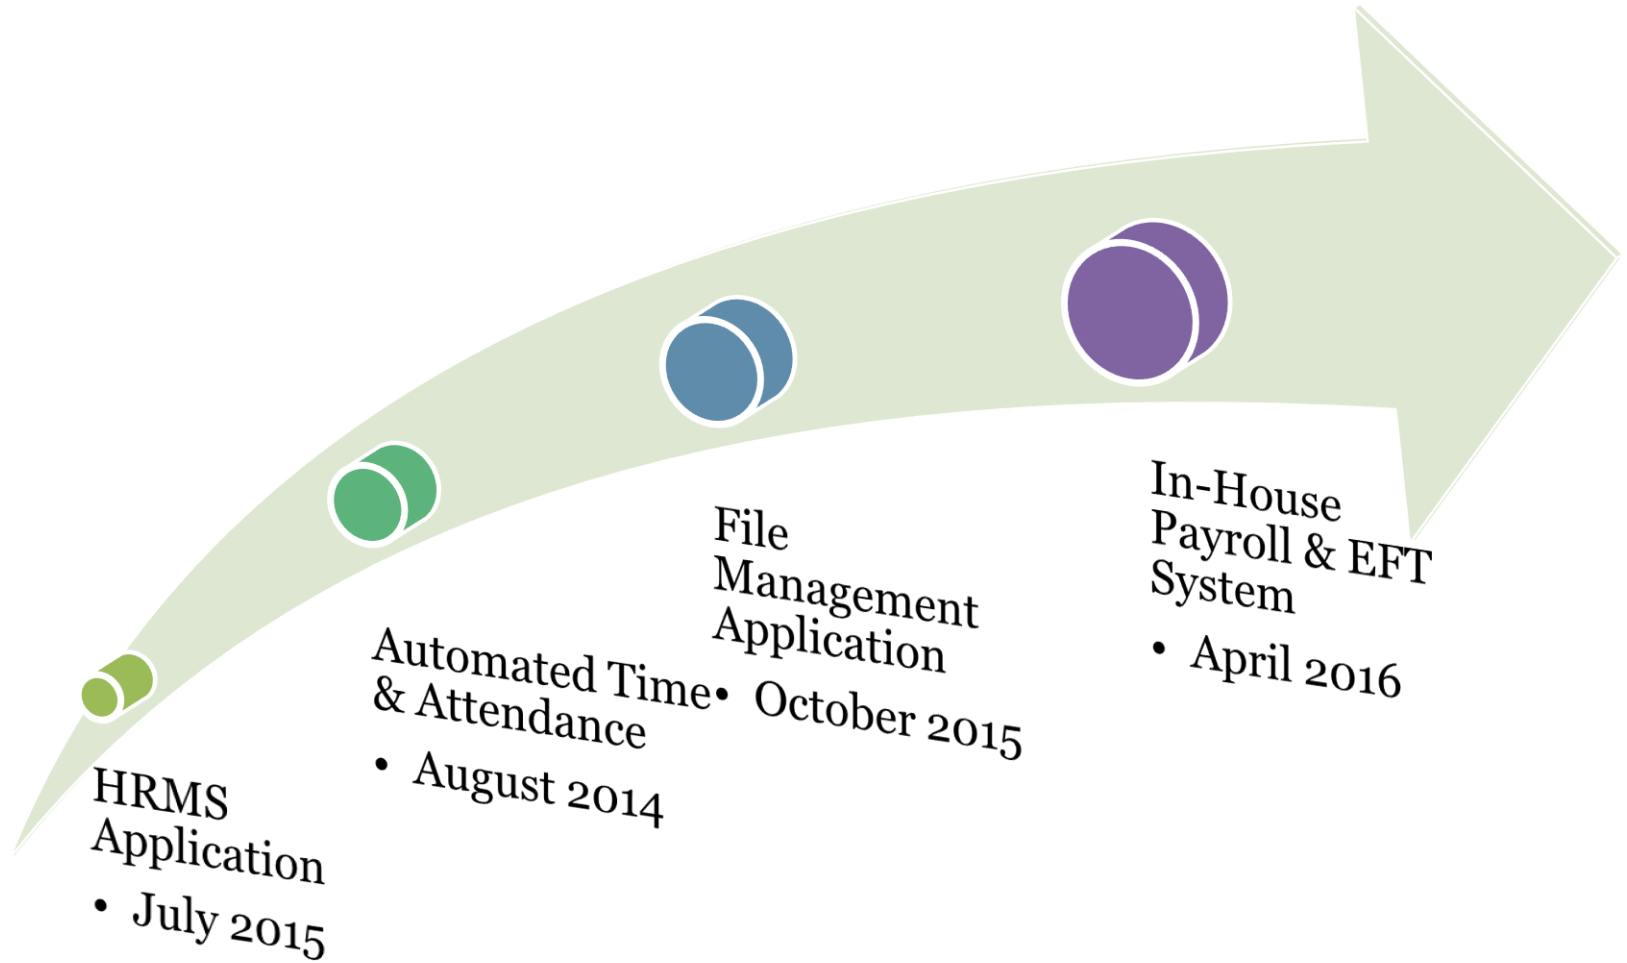 HRMS
Application
• July 2015
Automated Time
& Attendance
• August 2014
File
Management
Application
• October 2015
In-House
Payroll & EFT
System
• April 2016